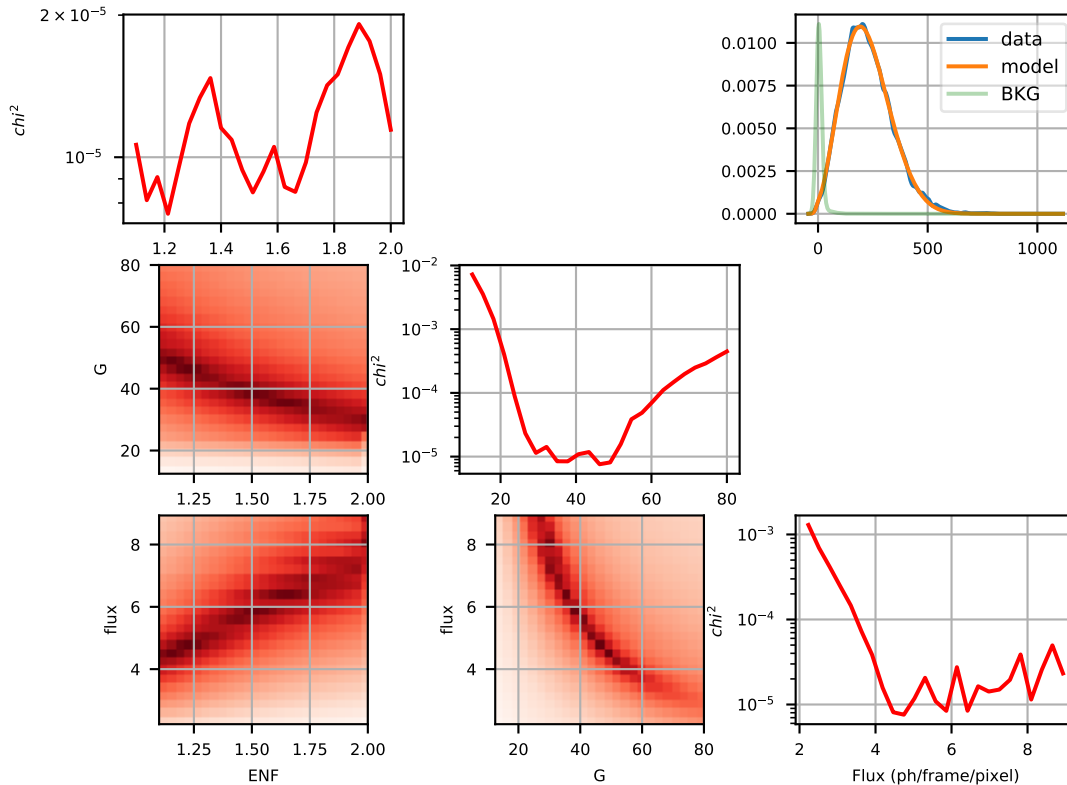 2 × 10⁻⁵
10⁻⁵
chi²
1.2 1.4 1.6 1.8 2.0
0.0100
0.0075
0.0050
0.0025
0.0000
data
model
BKG
0 500 1000
80
60
40
20
G
1.25 1.50 1.75 2.00
10⁻²
10⁻³
10⁻⁴
10⁻⁵
chi²
20 40 60 80
8
6
4
flux
1.25 1.50 1.75 2.00
ENF
8
6
4
flux
20 40 60 80
G
10⁻³
10⁻⁴
10⁻⁵
chi²
2 4 6 8
Flux (ph/frame/pixel)